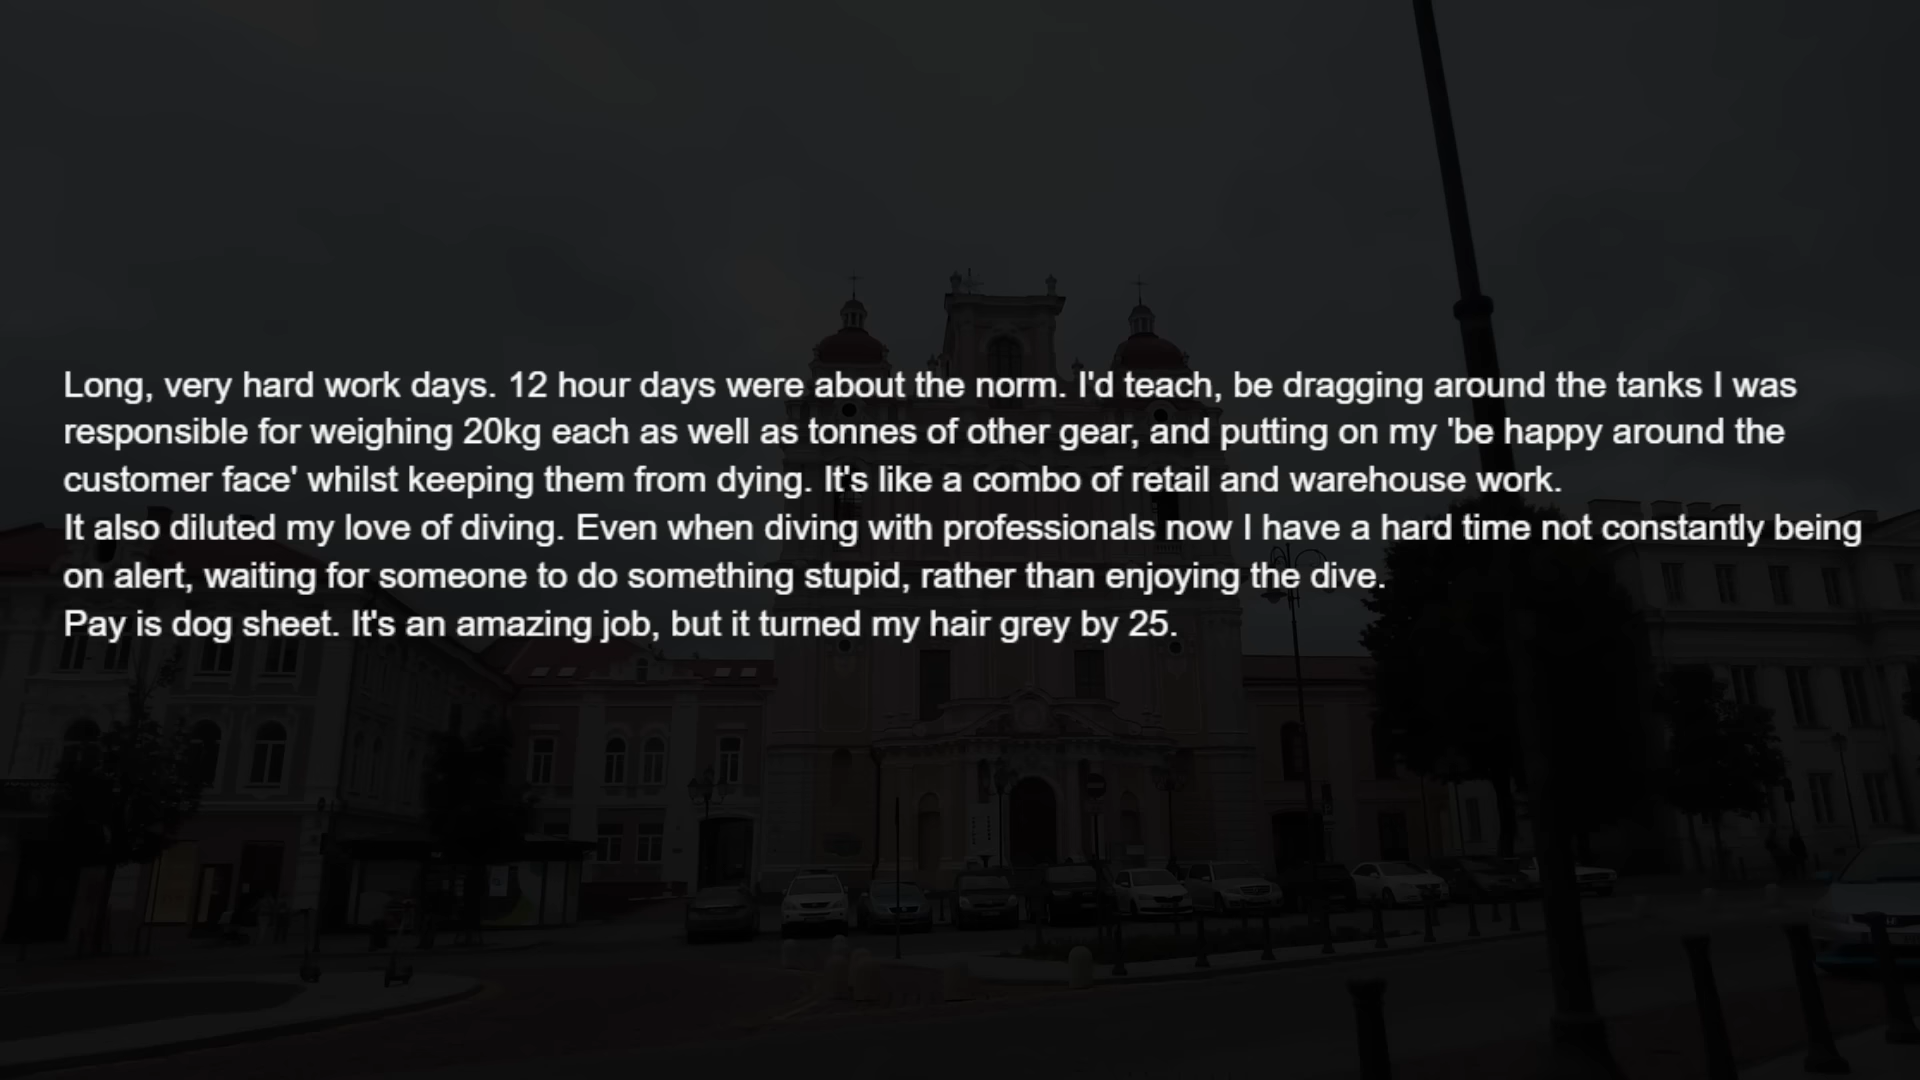 Long, very hard work days. 12 hour days were about the norm. I'd teach, be dragging around the tanks I was
responsible for weighing 20kg each as well as tonnes of other gear, and putting on my 'be happy around the
customer face' whilst keeping them from dying. It's like a combo of retail and warehouse work.
It also diluted my love of diving. Even when diving with professionals now I have a hard time not constantly being
on alert, waiting for someone to do something stupid, rather than enjoying the dive.
Pay is dog sheet. It's an amazing job, but it turned my hair grey by 25.